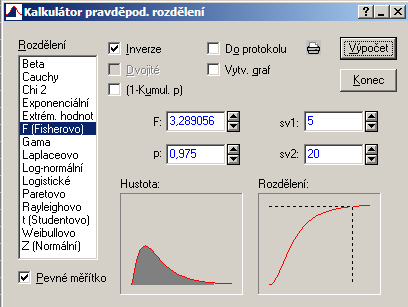 Kalkulátor pravděpod. rozdělení
Rozdělení
Beta
Cauchy
Chi 2
Exponenciální
Extrém. hodnot
F (Fisherovo)
Gama
Laplaceovo
Log-normální
Logistické
Paretovo
Rayleighovo
t (Studentovo)
Weibullovo
Z (Normální)
Pevné měřítko
Inverze
Do protokolu
Dvojité
Vytv. graf
(1-Kumul. p)
Výpočet
Konec
F: 3,289056
sv1: 5
p: 0,975
sv2: 20
Hustota:
Rozdělení: